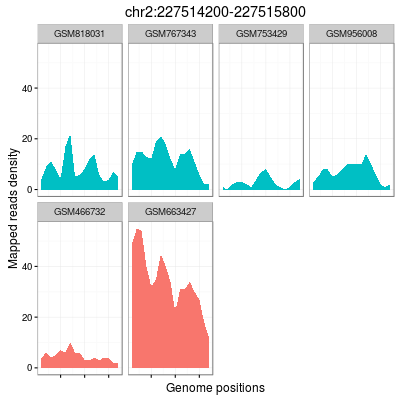 chr2:227514200-227515800
GSM818031 GSM767343 GSM753429 GSM956008
40
20
0
Mapped reads density
GSM466732 GSM663427
40
20
0
Genome positions